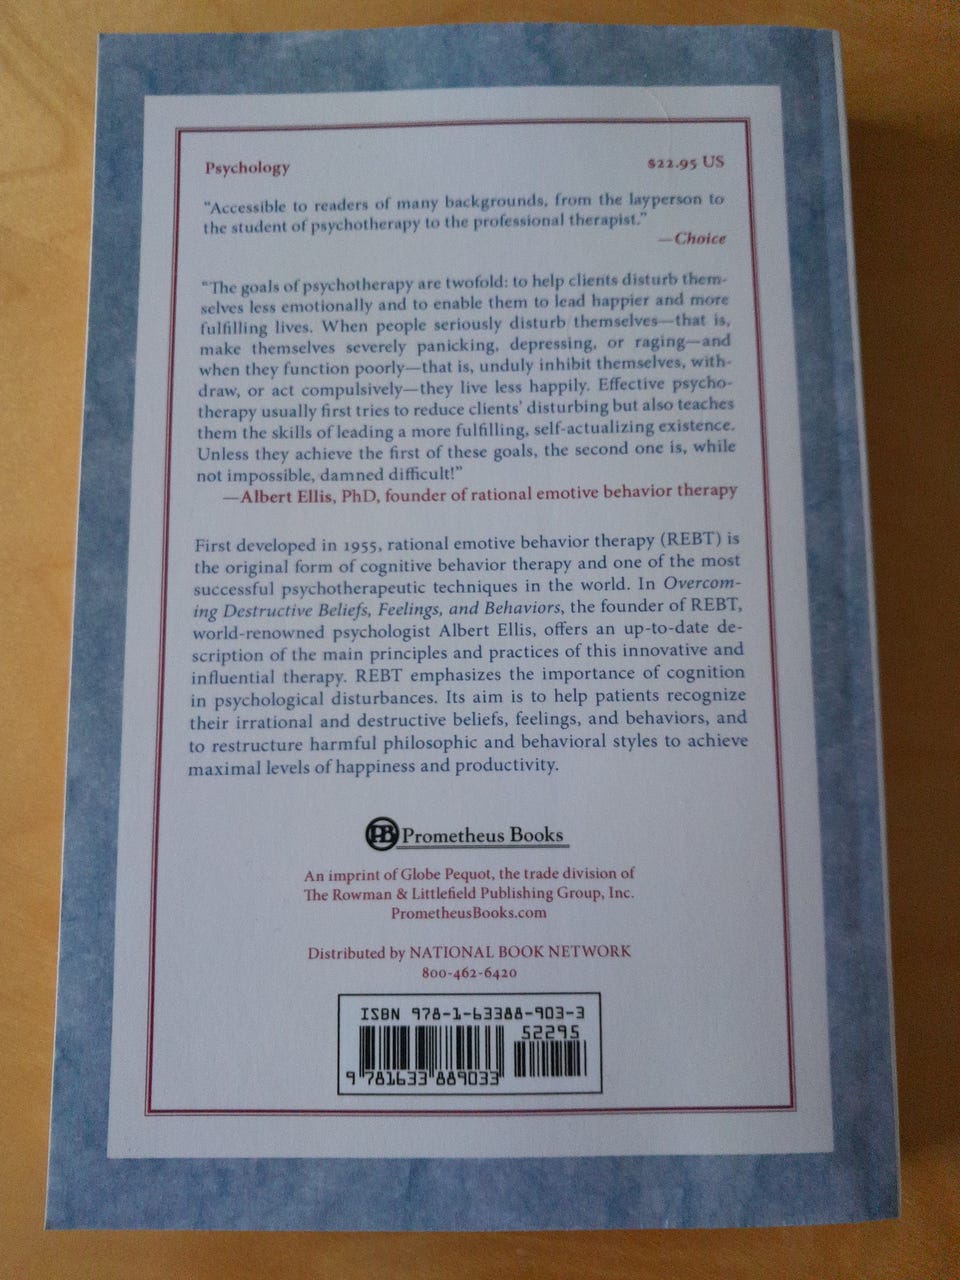 Psychology
$22.95 US
“Accessible to readers of many backgrounds, from the layperson to
the student of psychotherapy to the professional therapist.”
—Choice
“The goals of psychotherapy are twofold: to help clients disturb them-
selves less emotionally and to enable them to lead happier and more
fulfilling lives. When people seriously disturb themselves—that is,
make themselves severely panicking, depressing, or raging—and
when they function poorly—that is, unduly inhibit themselves, with-
draw, or act compulsively—they live less happily. Effective psycho-
therapy usually first tries to reduce clients’ disturbing but also teaches
them the skills of leading a more fulfilling, self-actualizing existence.
Unless they achieve the first of these goals, the second one is, while
not impossible, damned difficult!”
—Albert Ellis, PhD, founder of rational emotive behavior therapy
First developed in 1955, rational emotive behavior therapy (REBT) is
the original form of cognitive behavior therapy and one of the most
successful psychotherapeutic techniques in the world. In Overcom-
ing Destructive Beliefs, Feelings, and Behaviors, the founder of REBT,
world-renowned psychologist Albert Ellis, offers an up-to-date de-
scription of the main principles and practices of this innovative and
influential therapy. REBT emphasizes the importance of cognition
in psychological disturbances. Its aim is to help patients recognize
their irrational and destructive beliefs, feelings, and behaviors, and
to restructure harmful philosophic and behavioral styles to achieve
maximal levels of happiness and productivity.
PB Prometheus Books
An imprint of Globe Pequot, the trade division of
The Rowman & Littlefield Publishing Group, Inc.
PrometheusBooks.com
Distributed by NATIONAL BOOK NETWORK
800-462-6420
ISBN 978-1-63388-903-3
52295
9 781633 889033